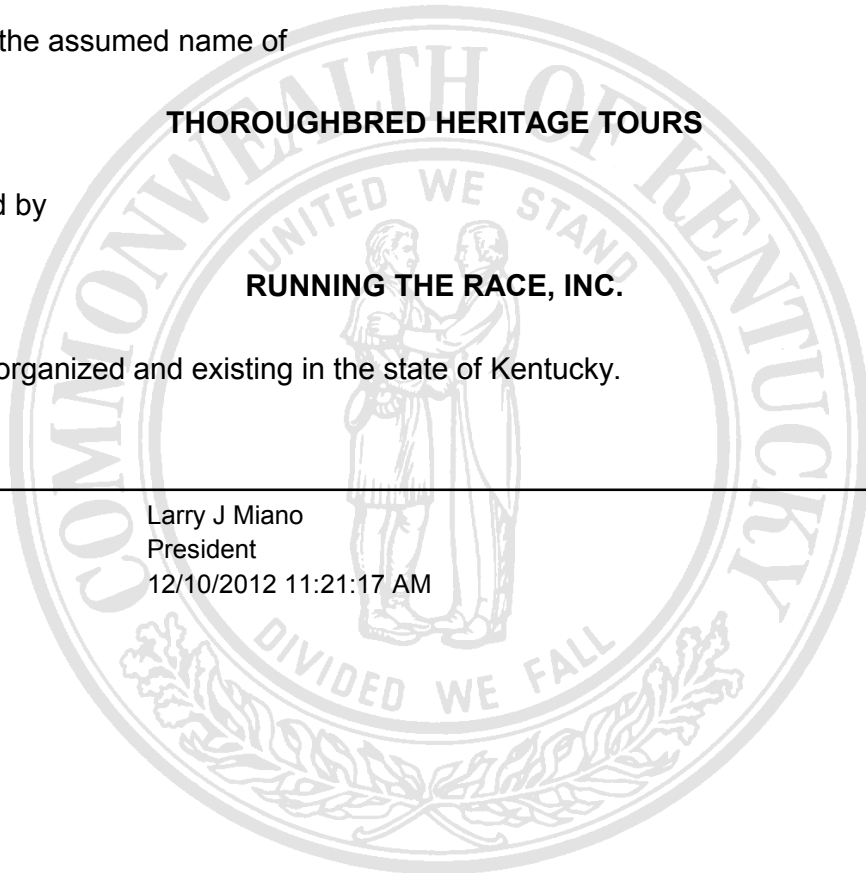 the assumed name of
THOROUGHBRED HERITAGE TOURS
d by
RUNNING THE RACE, INC.
organized and existing in the state of Kentucky.
Larry J Miano
President
12/10/2012 11:21:17 AM
COMMONWEALTH OF KENTUCKY
UNITED WE STAND
DIVIDED WE FALL